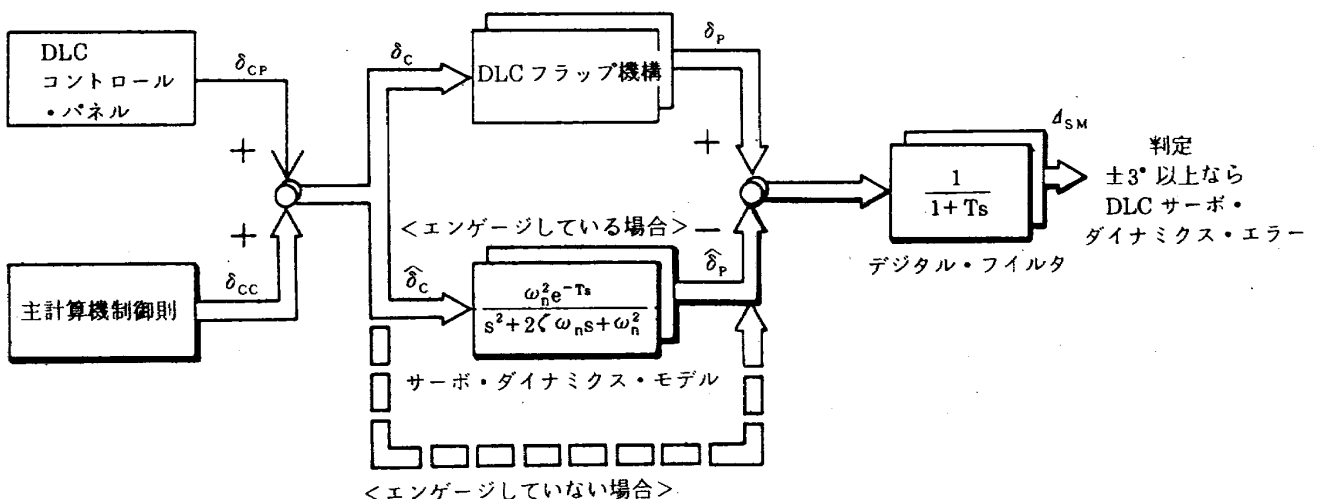 DLC
コントロール
・パネル
δCP
+
主計算機制御則
δCC
+
δC
DLC フラップ機構
δP
+
<エンゲージしている場合>
δ̂C
ωn²e^-Ts
s²+2ζωns+ωn²
サーボ・ダイナミクス・モデル
δ̂P
−
<エンゲージしていない場合>
1
1+Ts
デジタル・フイルタ
ΔSM
判定
±3° 以上なら
DLC サーボ・
ダイナミクス・エラー